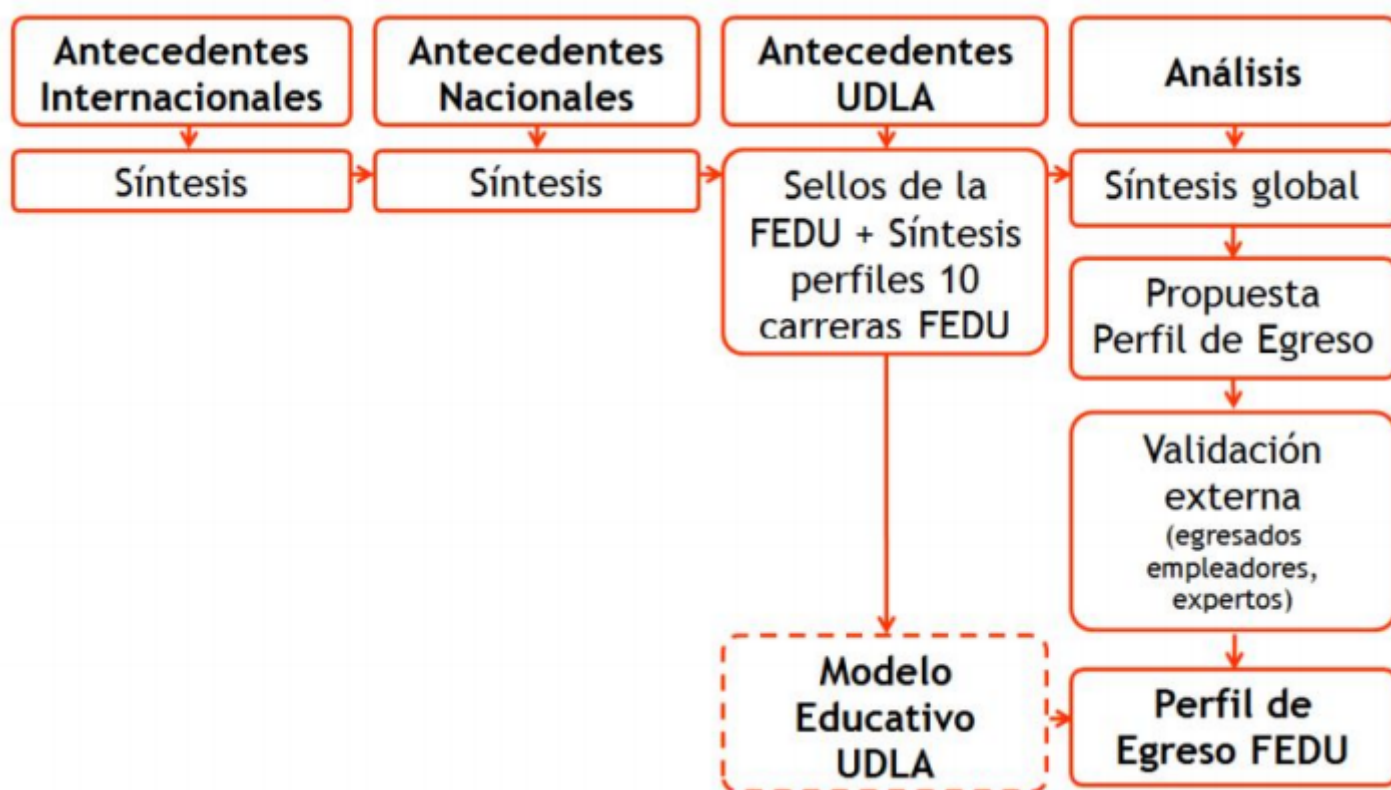 Antecedentes
Internacionales
Antecedentes
Nacionales
Antecedentes
UDLA
Análisis
Síntesis
Síntesis
Sellos de la
FEDU + Síntesis
perfiles 10
carreras FEDU
Síntesis global
Propuesta
Perfil de Egreso
Validación
externa
(egresados
empleadores,
expertos)
Modelo
Educativo
UDLA
Perfil de
Egreso FEDU